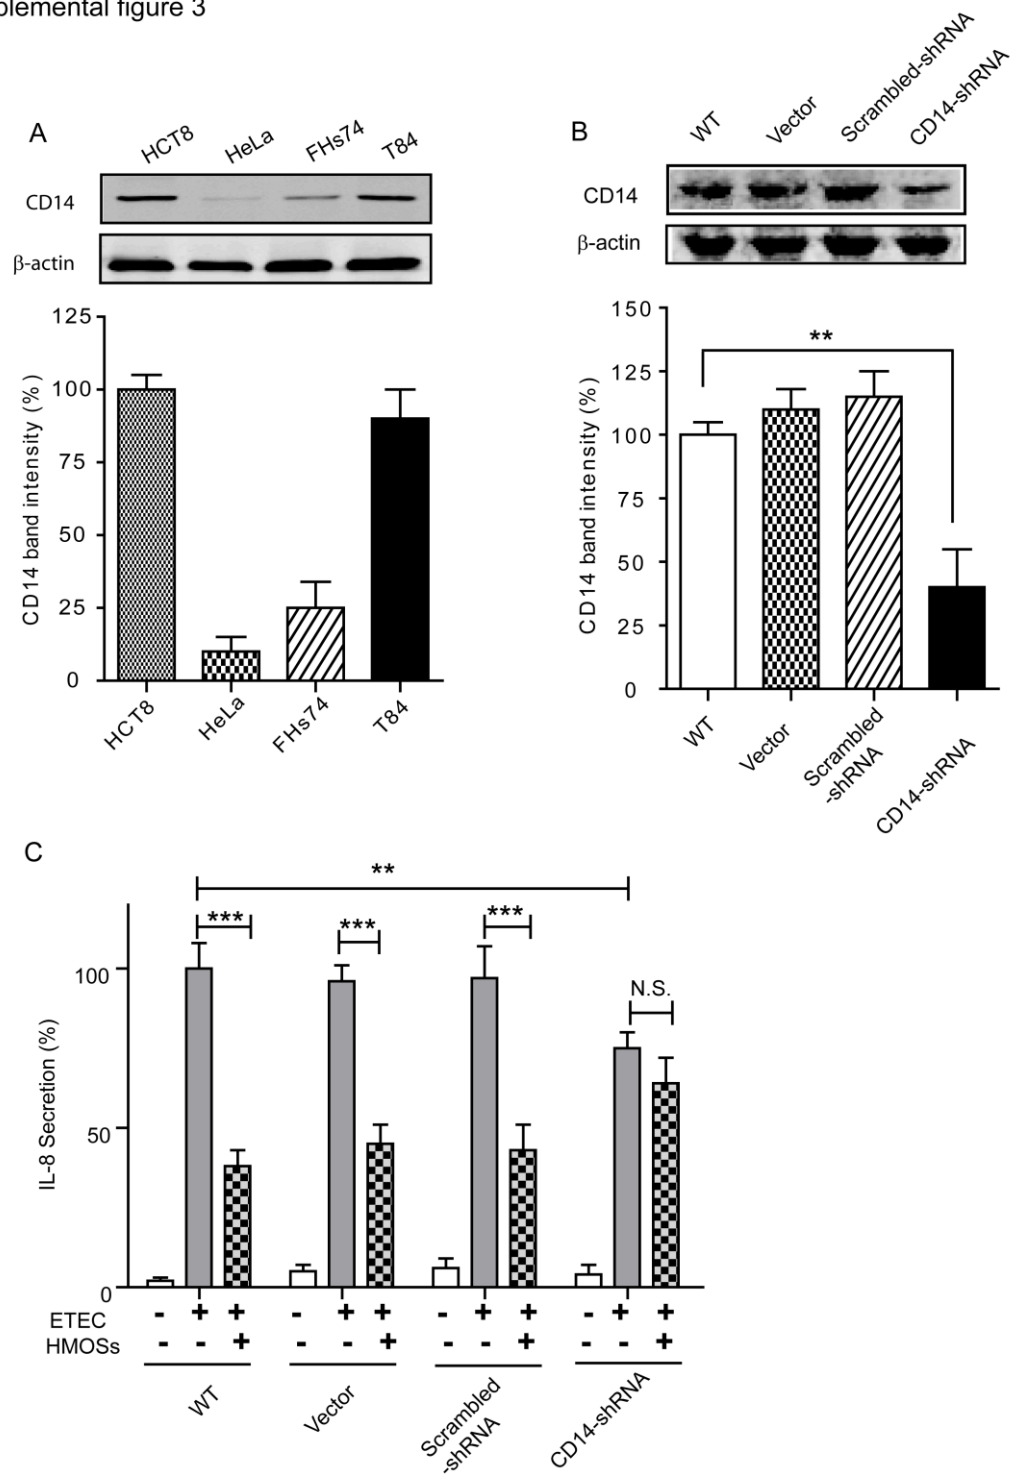 plemental figure 3
A
HCT8 HeLa FHs74 T84
CD14
β-actin
125
100
75
50
25
0
CD14 band intensity (%)
HCT8 HeLa FHs74 T84
B
WT Vector Scrambled-shRNA CD14-shRNA
CD14
β-actin
150
125
100
75
50
25
0
CD14 band intensity (%)
**
WT Vector Scrambled
-shRNA CD14-shRNA
C
**
*** *** *** N.S.
100
50
0
IL-8 Secretion (%)
ETEC - + + - + + - + + - + +
HMOSs - - + - - + - - + - - +
WT Vector Scrambled
-shRNA CD14-shRNA